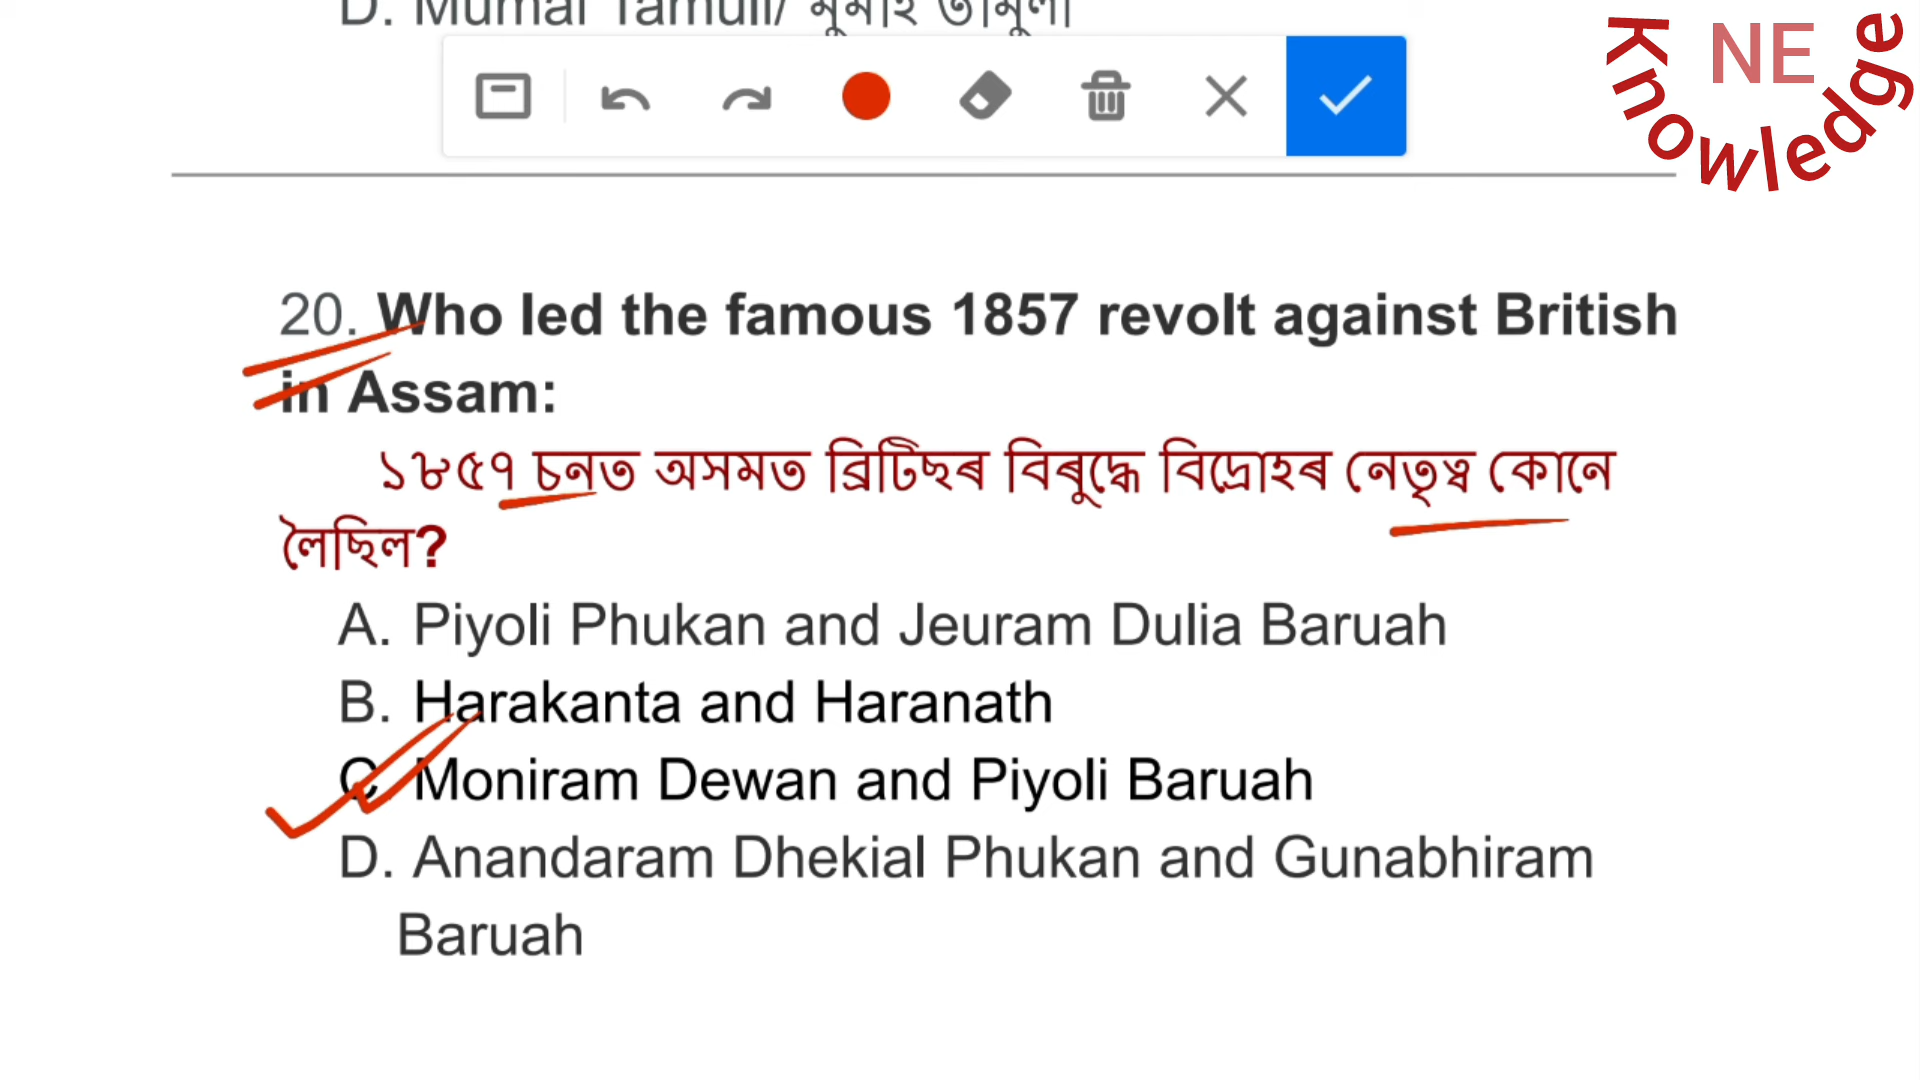 D. Mumai Tamuli/ মুমাই তামুলী
NE
Knowledge
20. Who led the famous 1857 revolt against British
in Assam:
১৮৫৭ চনত অসমত ব্ৰিটিছৰ বিৰুদ্ধে বিদ্ৰোহৰ নেতৃত্ব কোনে
লৈছিল?
A. Piyoli Phukan and Jeuram Dulia Baruah
B. Harakanta and Haranath
C Moniram Dewan and Piyoli Baruah
D. Anandaram Dhekial Phukan and Gunabhiram
Baruah